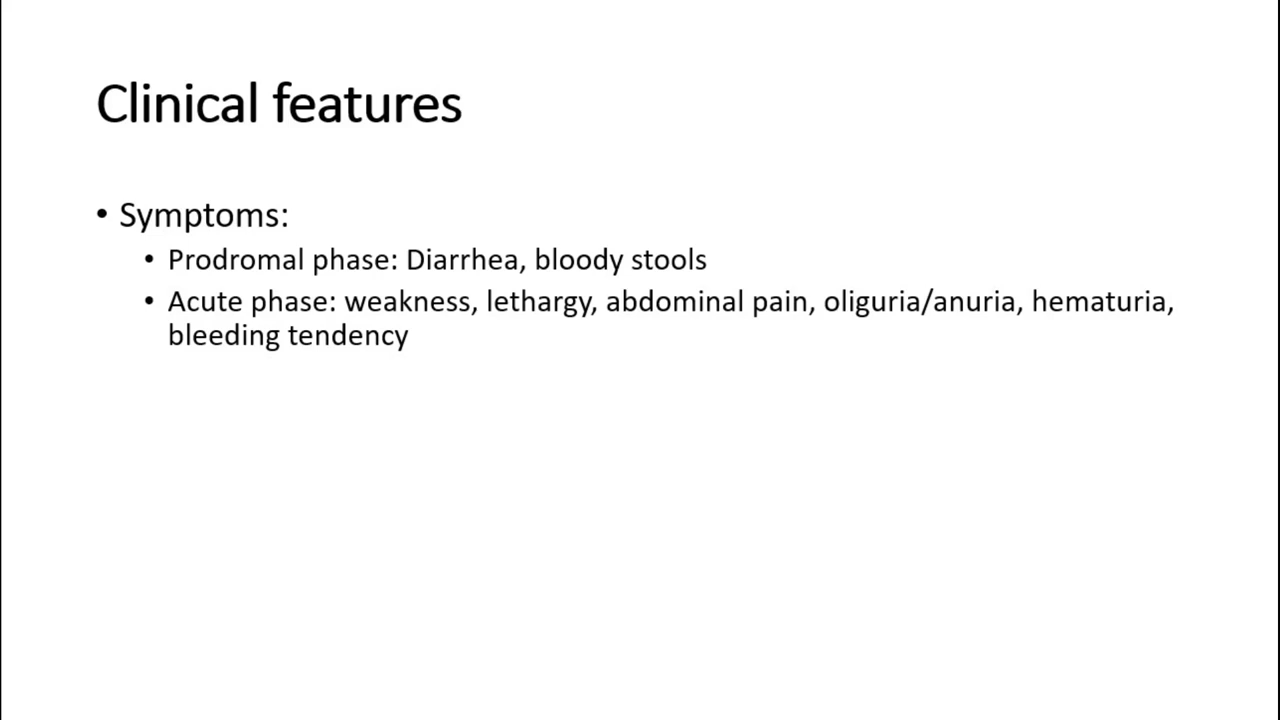 Clinical features
• Symptoms:
• Prodromal phase: Diarrhea, bloody stools
• Acute phase: weakness, lethargy, abdominal pain, oliguria/anuria, hematuria,
bleeding tendency